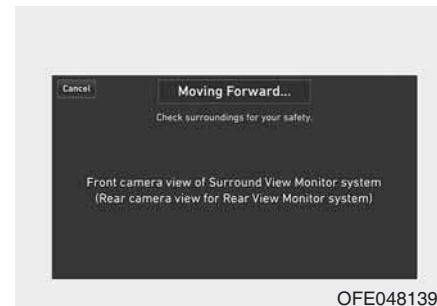 Cancel
Moving Forward...
Check surroundings for your safety.
Front camera view of Surround View Monitor system
(Rear camera view for Rear View Monitor system)
OFE048139